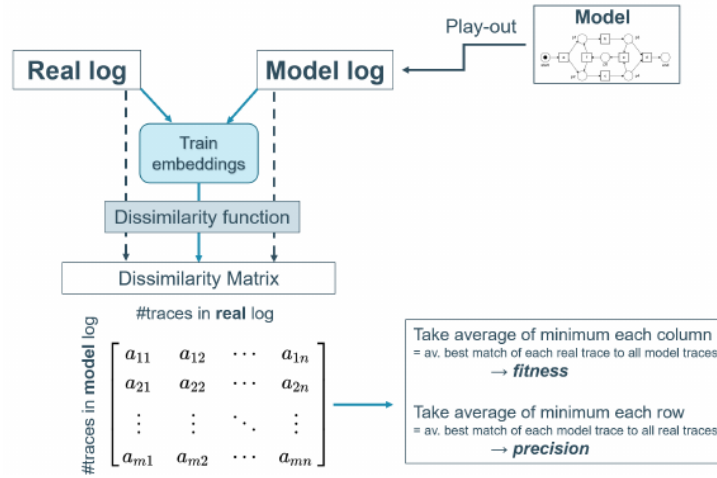 Model
Play-out
Real log
Model log
Train
embeddings
Dissimilarity function
Dissimilarity Matrix
#traces in real log
#traces in model log
a11 a12 ⋯ a1n
a21 a22 ⋯ a2n
⋮ ⋮ ⋱ ⋮
am1 am2 ⋯ amn
Take average of minimum each column
= av. best match of each real trace to all model traces
→ fitness
Take average of minimum each row
= av. best match of each model trace to all real traces
→ precision